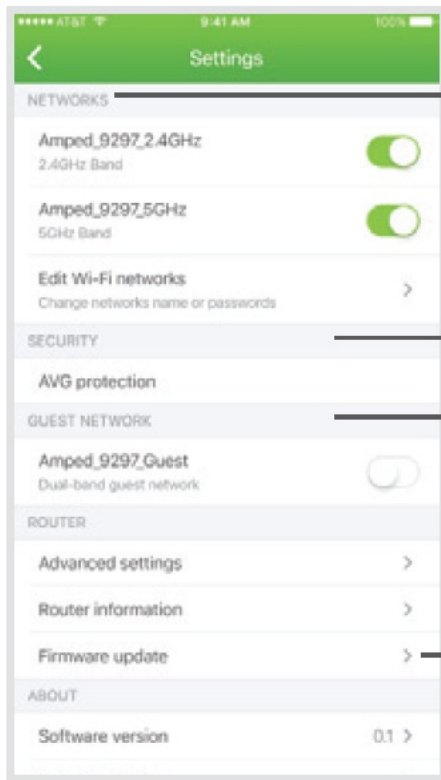 AT&T 9:41 AM 100%
Settings
NETWORKS
Amped_9297_2.4GHz
2.4GHz Band
Amped_9297_5GHz
5GHz Band
Edit Wi-Fi networks
Change networks name or passwords
SECURITY
AVG protection
GUEST NETWORK
Amped_9297_Guest
Dual-band guest network
ROUTER
Advanced settings
Router information
Firmware update
ABOUT
Software version 0.1